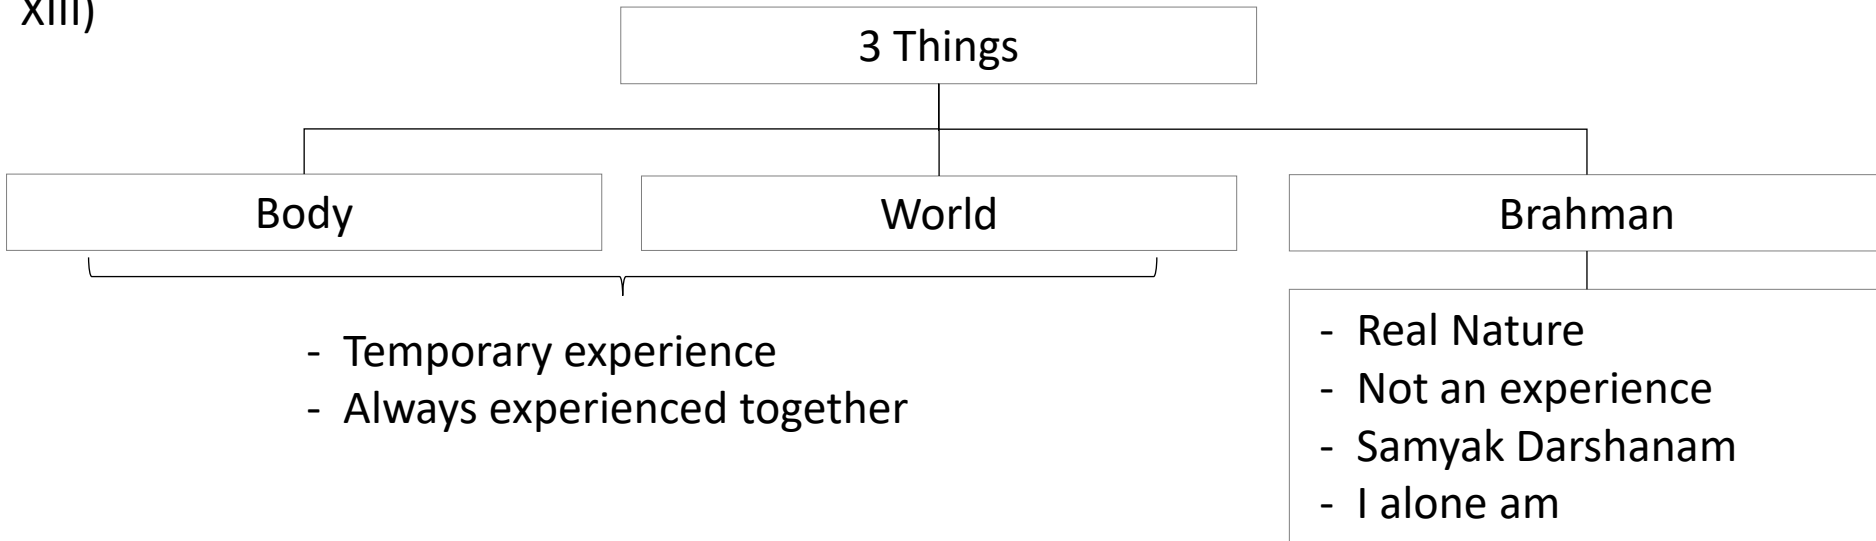 XIII)
3 Things
Body
World
Brahman
- Temporary experience
- Always experienced together
- Real Nature
- Not an experience
- Samyak Darshanam
- I alone am